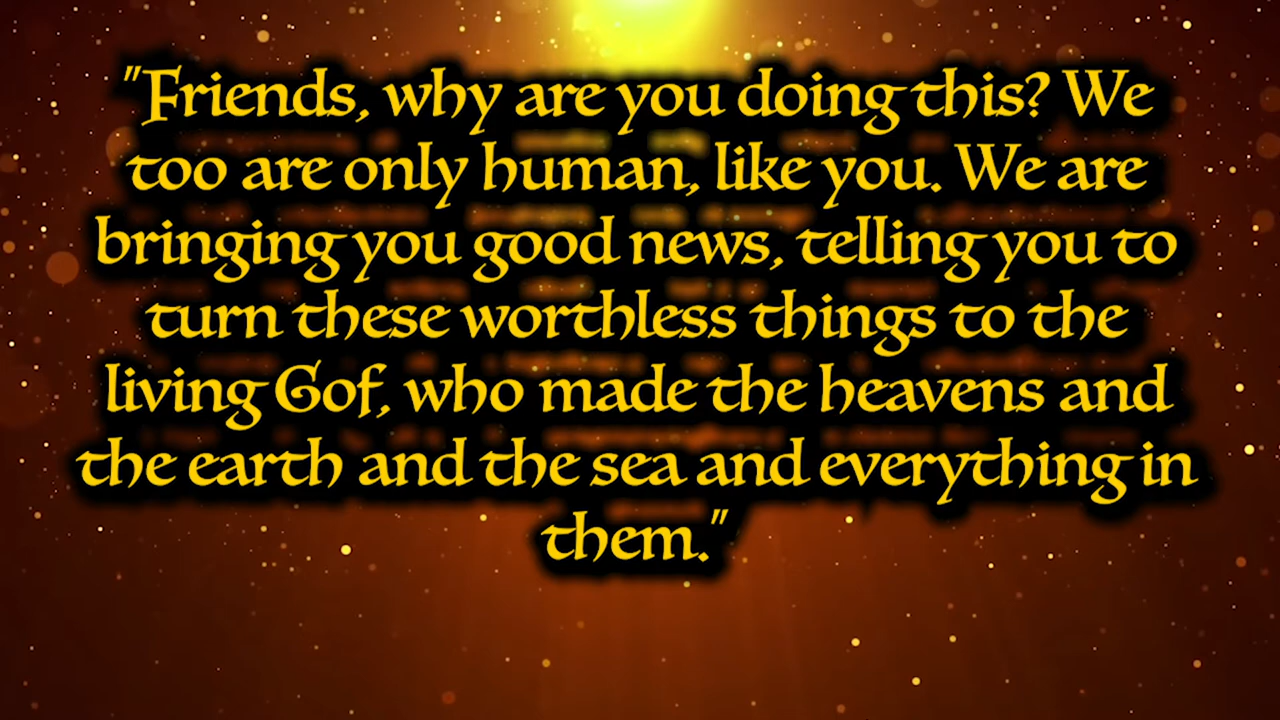 "Friends, why are you doing this? We
too are only human, like you. We are
bringing you good news, telling you to
turn these worthless things to the
living Gof, who made the heavens and
the earth and the sea and everything in
them."